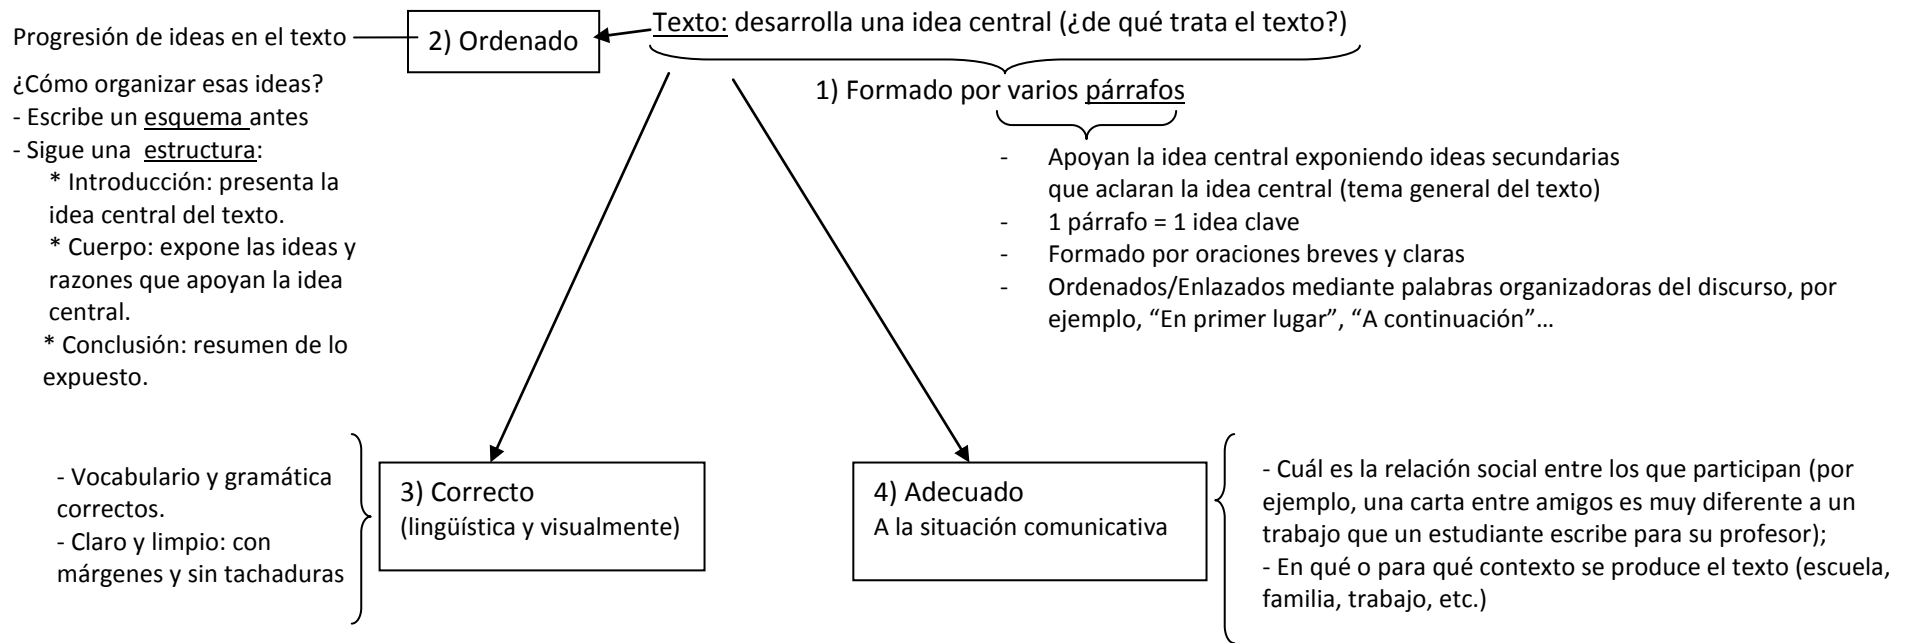 Texto: desarrolla una idea central (¿de qué trata el texto?)
1) Formado por varios párrafos
- Apoyan la idea central exponiendo ideas secundarias
que aclaran la idea central (tema general del texto)
- 1 párrafo = 1 idea clave
- Formado por oraciones breves y claras
- Ordenados/Enlazados mediante palabras organizadoras del discurso, por
ejemplo, “En primer lugar”, “A continuación”…
2) Ordenado
Progresión de ideas en el texto
¿Cómo organizar esas ideas?
- Escribe un esquema antes
- Sigue una estructura:
* Introducción: presenta la
idea central del texto.
* Cuerpo: expone las ideas y
razones que apoyan la idea
central.
* Conclusión: resumen de lo
expuesto.
3) Correcto
(lingüística y visualmente)
- Vocabulario y gramática
correctos.
- Claro y limpio: con
márgenes y sin tachaduras
4) Adecuado
A la situación comunicativa
- Cuál es la relación social entre los que participan (por
ejemplo, una carta entre amigos es muy diferente a un
trabajo que un estudiante escribe para su profesor);
- En qué o para qué contexto se produce el texto (escuela,
familia, trabajo, etc.)